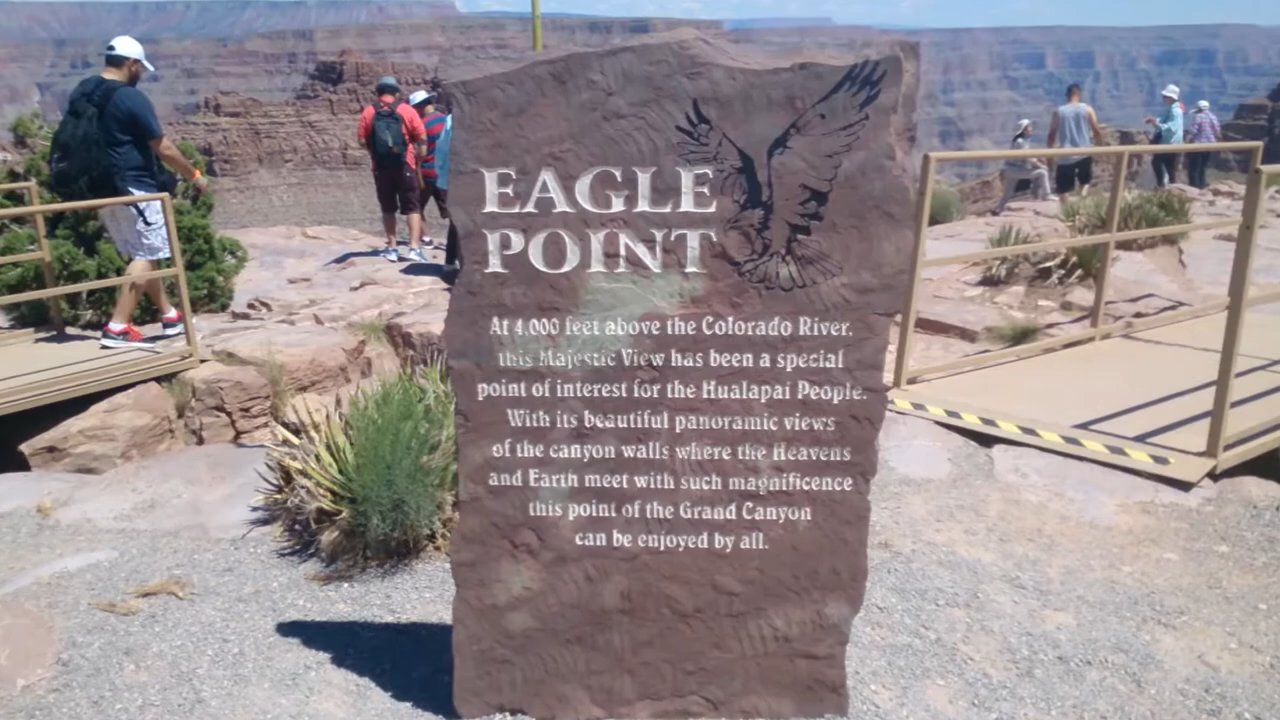 EAGLE
POINT
At 4,000 feet above the Colorado River,
this Majestic View has been a special
point of interest for the Hualapai People.
With its beautiful panoramic views
of the canyon walls where the Heavens
and Earth meet with such magnificence
this point of the Grand Canyon
can be enjoyed by all.